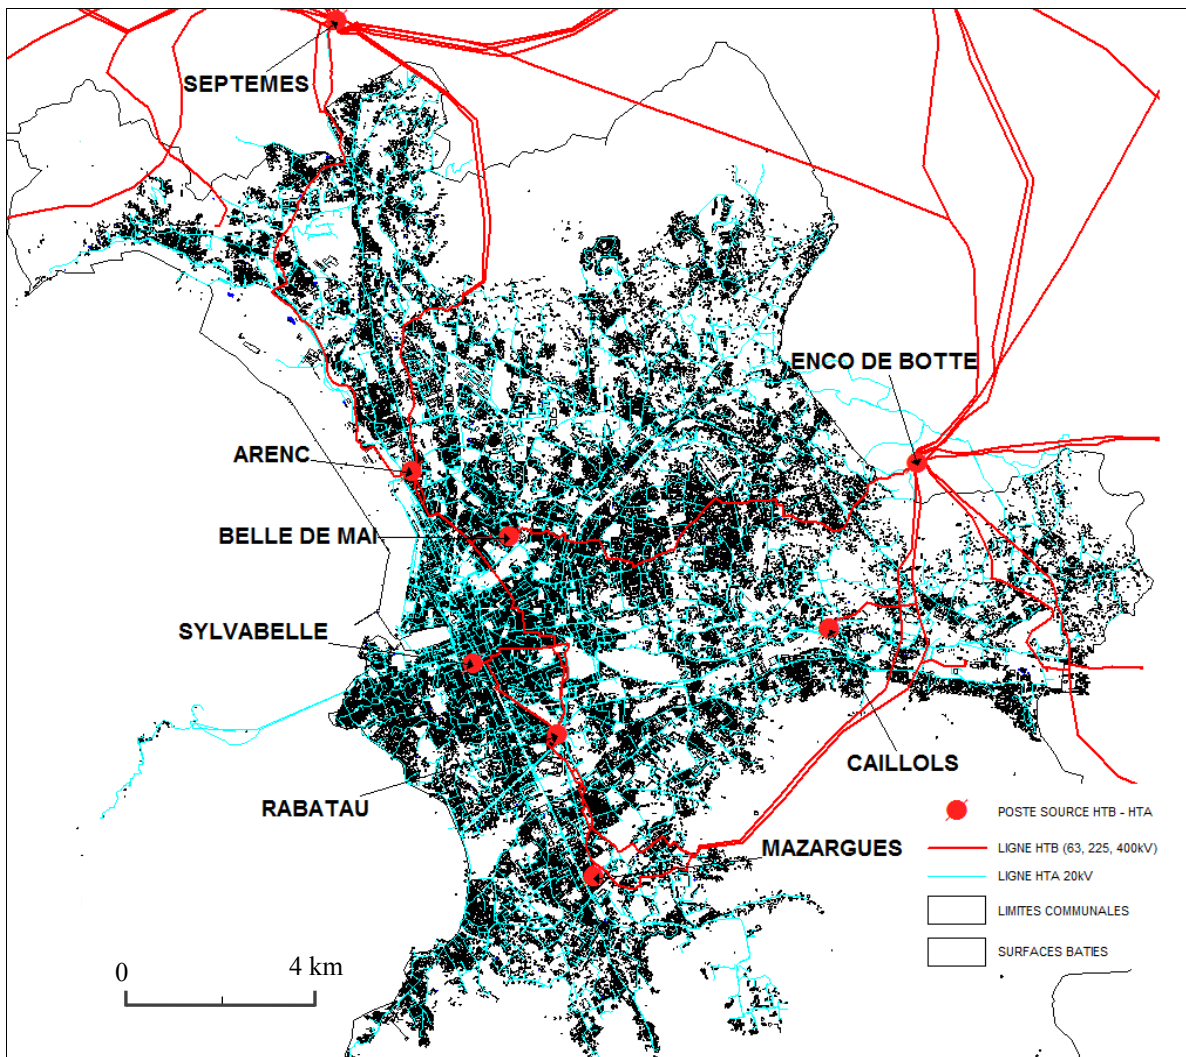 SEPTEMES
ENCO DE BOTTE
ARENC
BELLE DE MAI
SYLVABELLE
CAILLOLS
RABATAU
MAZARGUES
POSTE SOURCE HTB - HTA
LIGNE HTB (63, 225, 400kV)
LIGNE HTA 20kV
LIMITES COMMUNALES
SURFACES BATIES
0 4 km